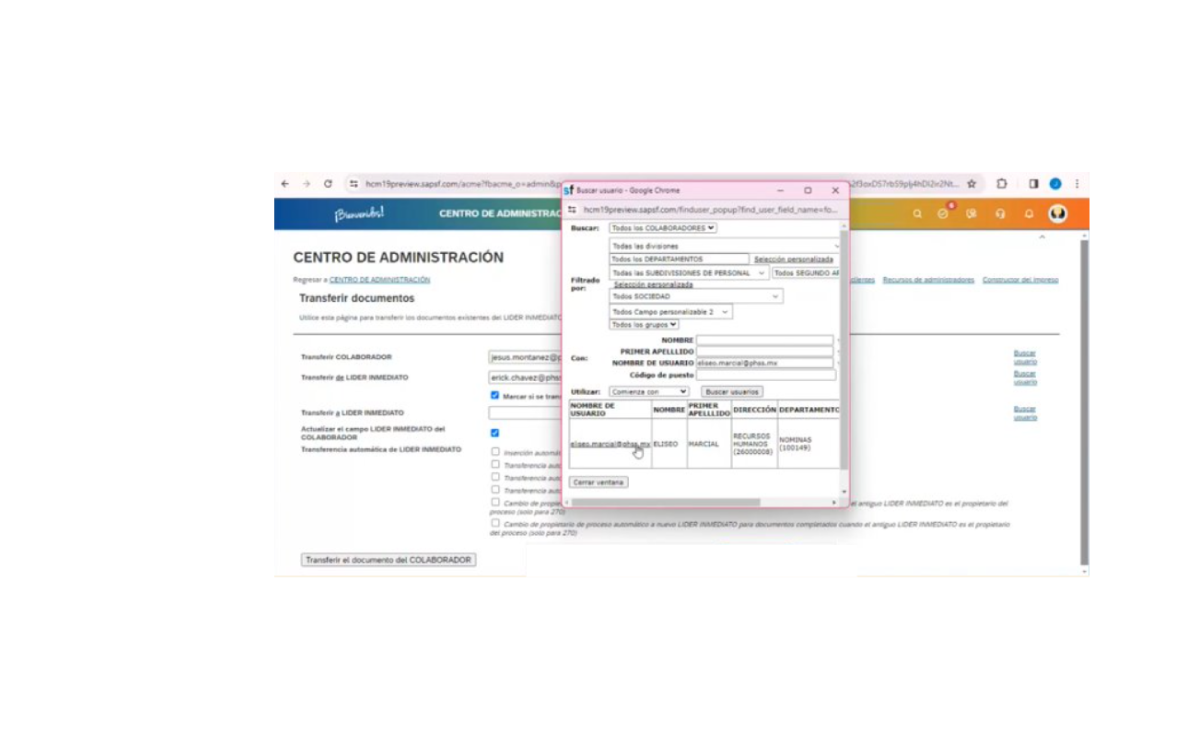 Buscar usuario - Google Chrome
hcm19preview.sapsf.com/acme?fbacme_o=admin&p
hcm19preview.sapsf.com/finduser_popup?find_user_field_name=fo...
¡Bienvenidos!
CENTRO DE ADMINISTRAC
6
CENTRO DE ADMINISTRACIÓN
Regresar a CENTRO DE ADMINISTRACIÓN
Recursos de administradores
Transferir documentos
Utilice esta página para transferir los documentos existentes del LIDER INMEDIATO
Transferir COLABORADOR
jesus.montanez@p
Buscar usuario
Transferir de LIDER INMEDIATO
erick.chavez@phss
Buscar usuario
Marcar si se tran
Transferir a LIDER INMEDIATO
Buscar usuario
Actualizar el campo LIDER INMEDIATO del
COLABORADOR
Transferencia automática de LIDER INMEDIATO
Inserción automát
Transferencia aut
Transferencia aut
Transferencia aut
Cambio de propie
el antiguo LIDER INMEDIATO es el propietario del
proceso (solo para 270)
Cambio de propietario de proceso automático a nuevo LIDER INMEDIATO para documentos completados cuando el antiguo LIDER INMEDIATO es el propietario
del proceso (solo para 270)
Transferir el documento del COLABORADOR
Buscar:
Todos los COLABORADORES
Filtrado
por:
Todas las divisiones
Todos los DEPARTAMENTOS
Selección personalizada
Todas las SUBDIVISIONES DE PERSONAL
Todos SEGUNDO AP
Selección personalizada
Todos SOCIEDAD
Todos Campo personalizable 2
Todos los grupos
Con:
NOMBRE
PRIMER APELLLIDO
NOMBRE DE USUARIO
eliseo.marcial@phss.mx
Código de puesto
Utilizar:
Comienza con
Buscar usuarios
NOMBRE DE
USUARIO
NOMBRE
PRIMER
APELLLIDO
DIRECCIÓN
DEPARTAMENTO
eliseo.marcial@phss.mx
ELISEO
MARCIAL
RECURSOS
HUMANOS
(26000008)
NOMINAS
(100149)
Cerrar ventana